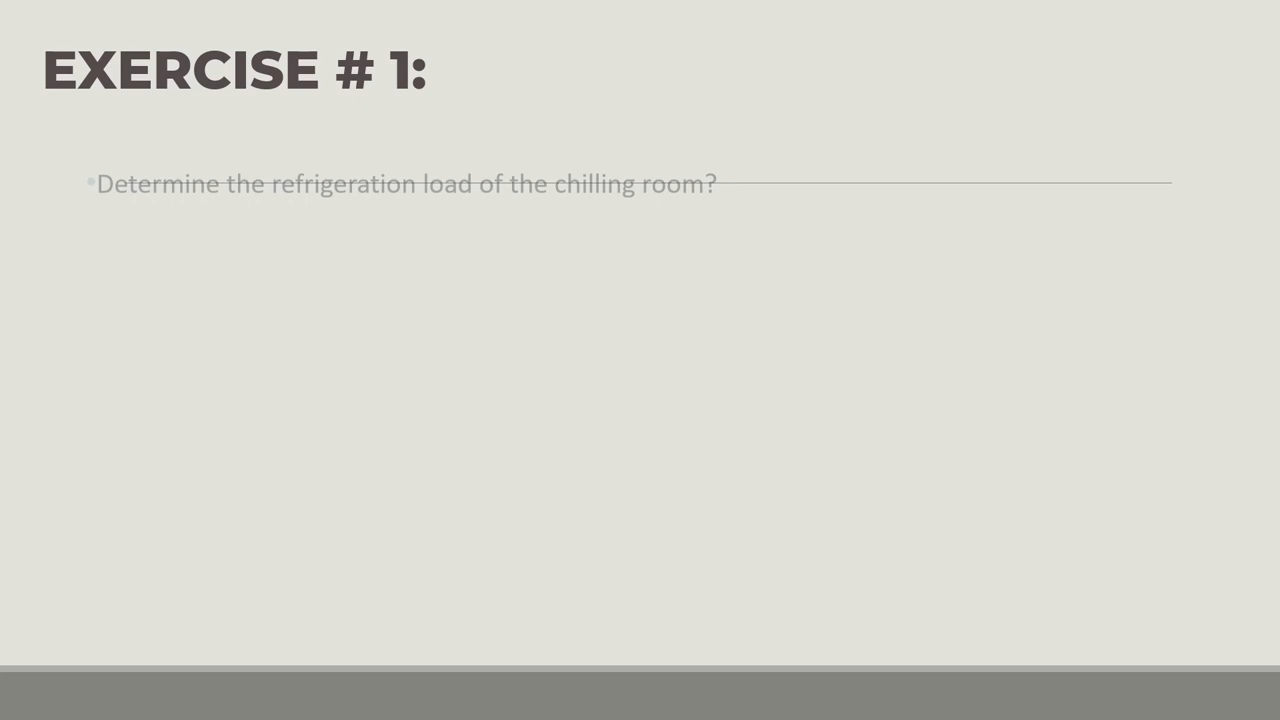 EXERCISE # 1:
•Determine the refrigeration load of the chilling room?